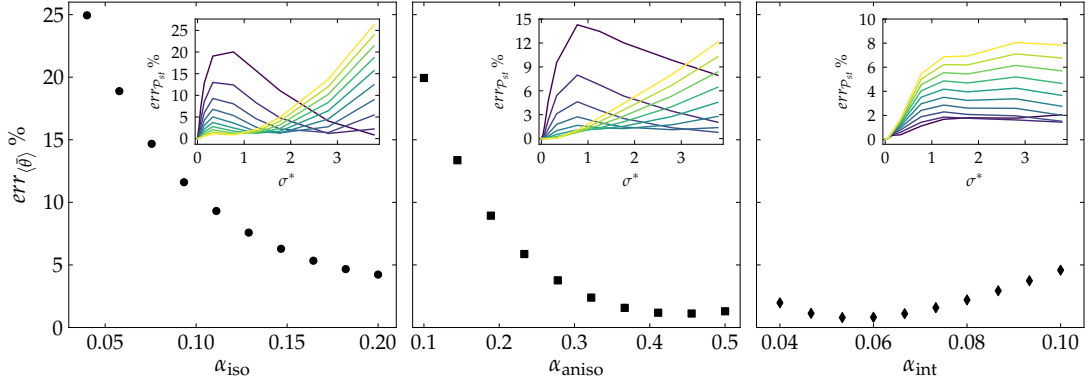 err⟨θ̄⟩ %
25
20
15
10
5
0
0.05 0.10 0.15 0.20
α_iso
err_𝒫st %
25
20
15
10
5
0
0 1 2 3
σ*
0.1 0.2 0.3 0.4 0.5
α_aniso
err_𝒫st %
15
12
9
6
3
0
0 1 2 3
σ*
0.04 0.06 0.08 0.10
α_int
err_𝒫st %
10
8
6
4
2
0
0 1 2 3
σ*